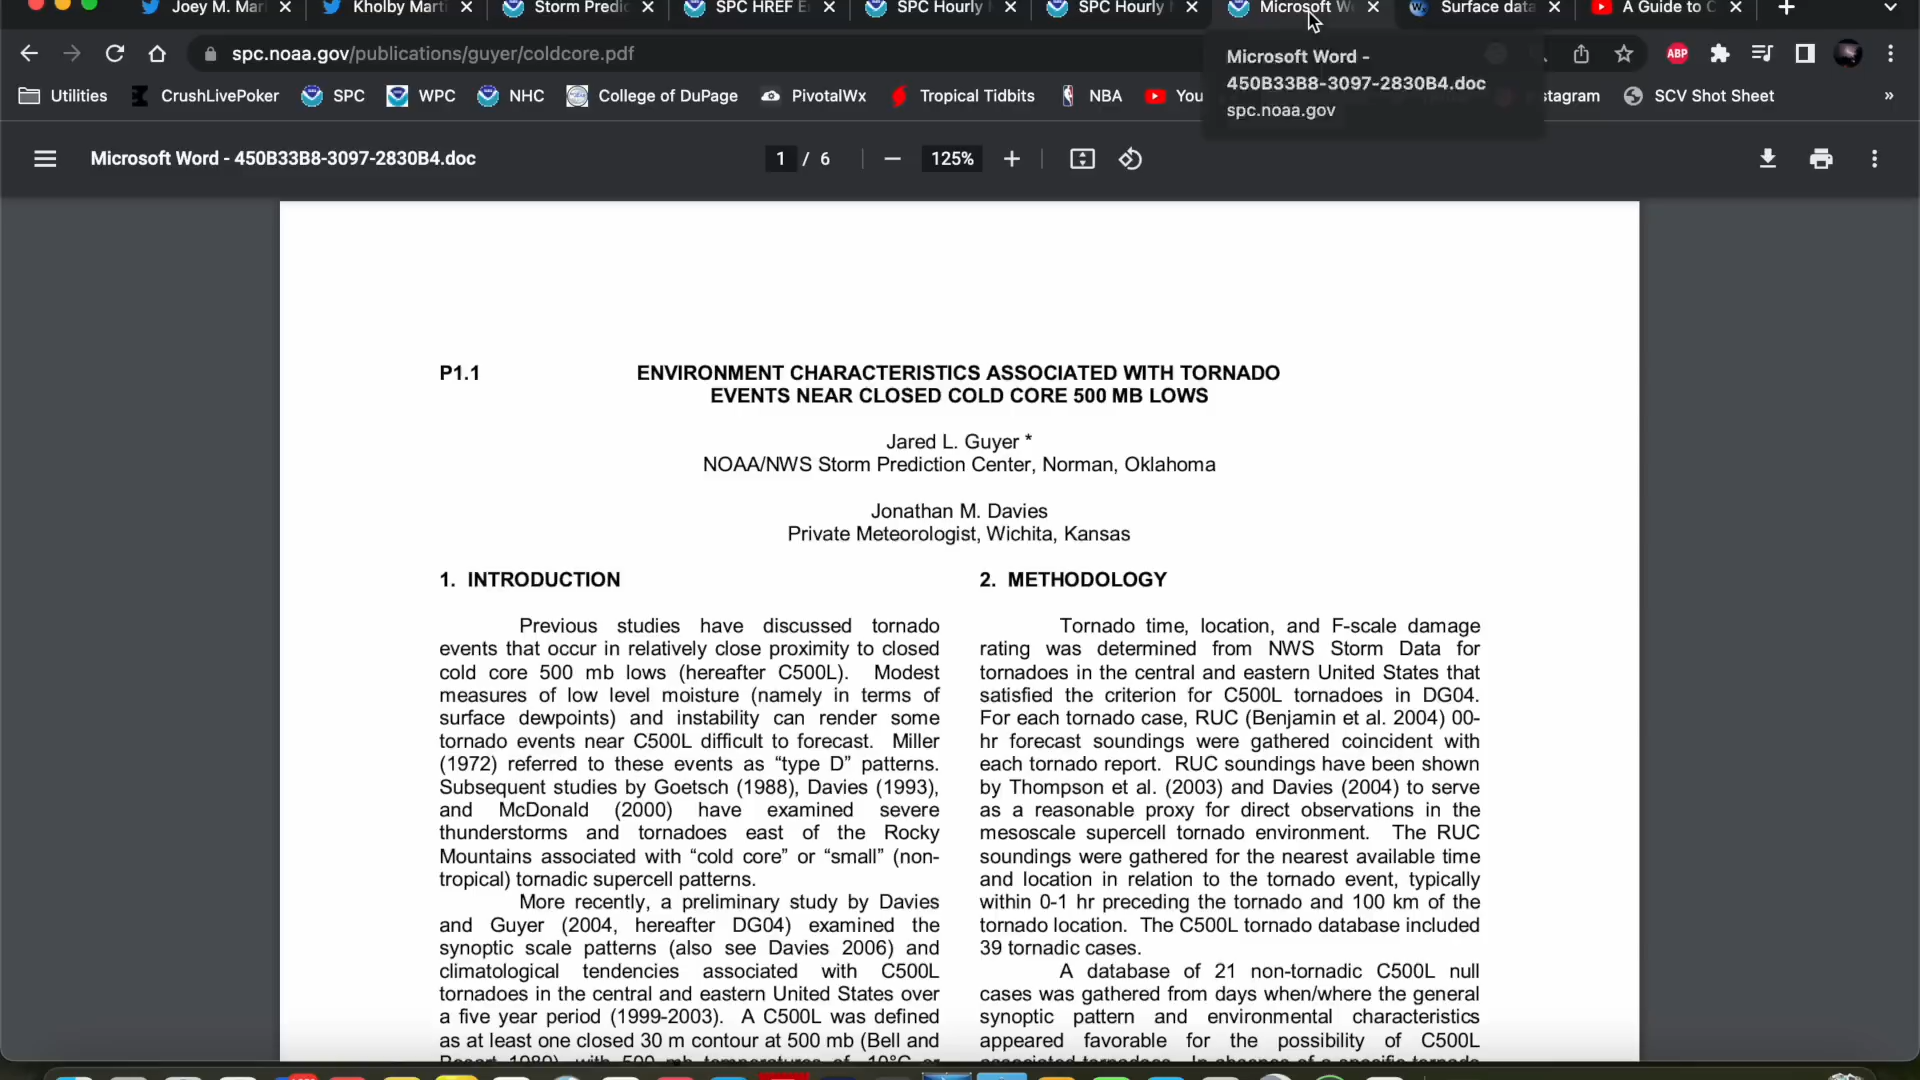 Joey M. Mar
Kholby Marti
Storm Predic
SPC HREF E
SPC Hourly
SPC Hourly
Microsoft W
Surface data
A Guide to C
spc.noaa.gov/publications/guyer/coldcore.pdf
ABP
Microsoft Word -
450B33B8-3097-2830B4.doc
spc.noaa.gov
Utilities
CrushLivePoker
SPC
WPC
NHC
College of DuPage
PivotalWx
Tropical Tidbits
NBA
You
stagram
SCV Shot Sheet
»
Microsoft Word - 450B33B8-3097-2830B4.doc
1 / 6
125%
P1.1
ENVIRONMENT CHARACTERISTICS ASSOCIATED WITH TORNADO
EVENTS NEAR CLOSED COLD CORE 500 MB LOWS
Jared L. Guyer *
NOAA/NWS Storm Prediction Center, Norman, Oklahoma
Jonathan M. Davies
Private Meteorologist, Wichita, Kansas
1. INTRODUCTION
Previous studies have discussed tornado
events that occur in relatively close proximity to closed
cold core 500 mb lows (hereafter C500L). Modest
measures of low level moisture (namely in terms of
surface dewpoints) and instability can render some
tornado events near C500L difficult to forecast. Miller
(1972) referred to these events as “type D” patterns.
Subsequent studies by Goetsch (1988), Davies (1993),
and McDonald (2000) have examined severe
thunderstorms and tornadoes east of the Rocky
Mountains associated with “cold core” or “small” (non-
tropical) tornadic supercell patterns.
More recently, a preliminary study by Davies
and Guyer (2004, hereafter DG04) examined the
synoptic scale patterns (also see Davies 2006) and
climatological tendencies associated with C500L
tornadoes in the central and eastern United States over
a five year period (1999-2003). A C500L was defined
as at least one closed 30 m contour at 500 mb (Bell and
2. METHODOLOGY
Tornado time, location, and F-scale damage
rating was determined from NWS Storm Data for
tornadoes in the central and eastern United States that
satisfied the criterion for C500L tornadoes in DG04.
For each tornado case, RUC (Benjamin et al. 2004) 00-
hr forecast soundings were gathered coincident with
each tornado report. RUC soundings have been shown
by Thompson et al. (2003) and Davies (2004) to serve
as a reasonable proxy for direct observations in the
mesoscale supercell tornado environment. The RUC
soundings were gathered for the nearest available time
and location in relation to the tornado event, typically
within 0-1 hr preceding the tornado and 100 km of the
tornado location. The C500L tornado database included
39 tornadic cases.
A database of 21 non-tornadic C500L null
cases was gathered from days when/where the general
synoptic pattern and environmental characteristics
appeared favorable for the possibility of C500L